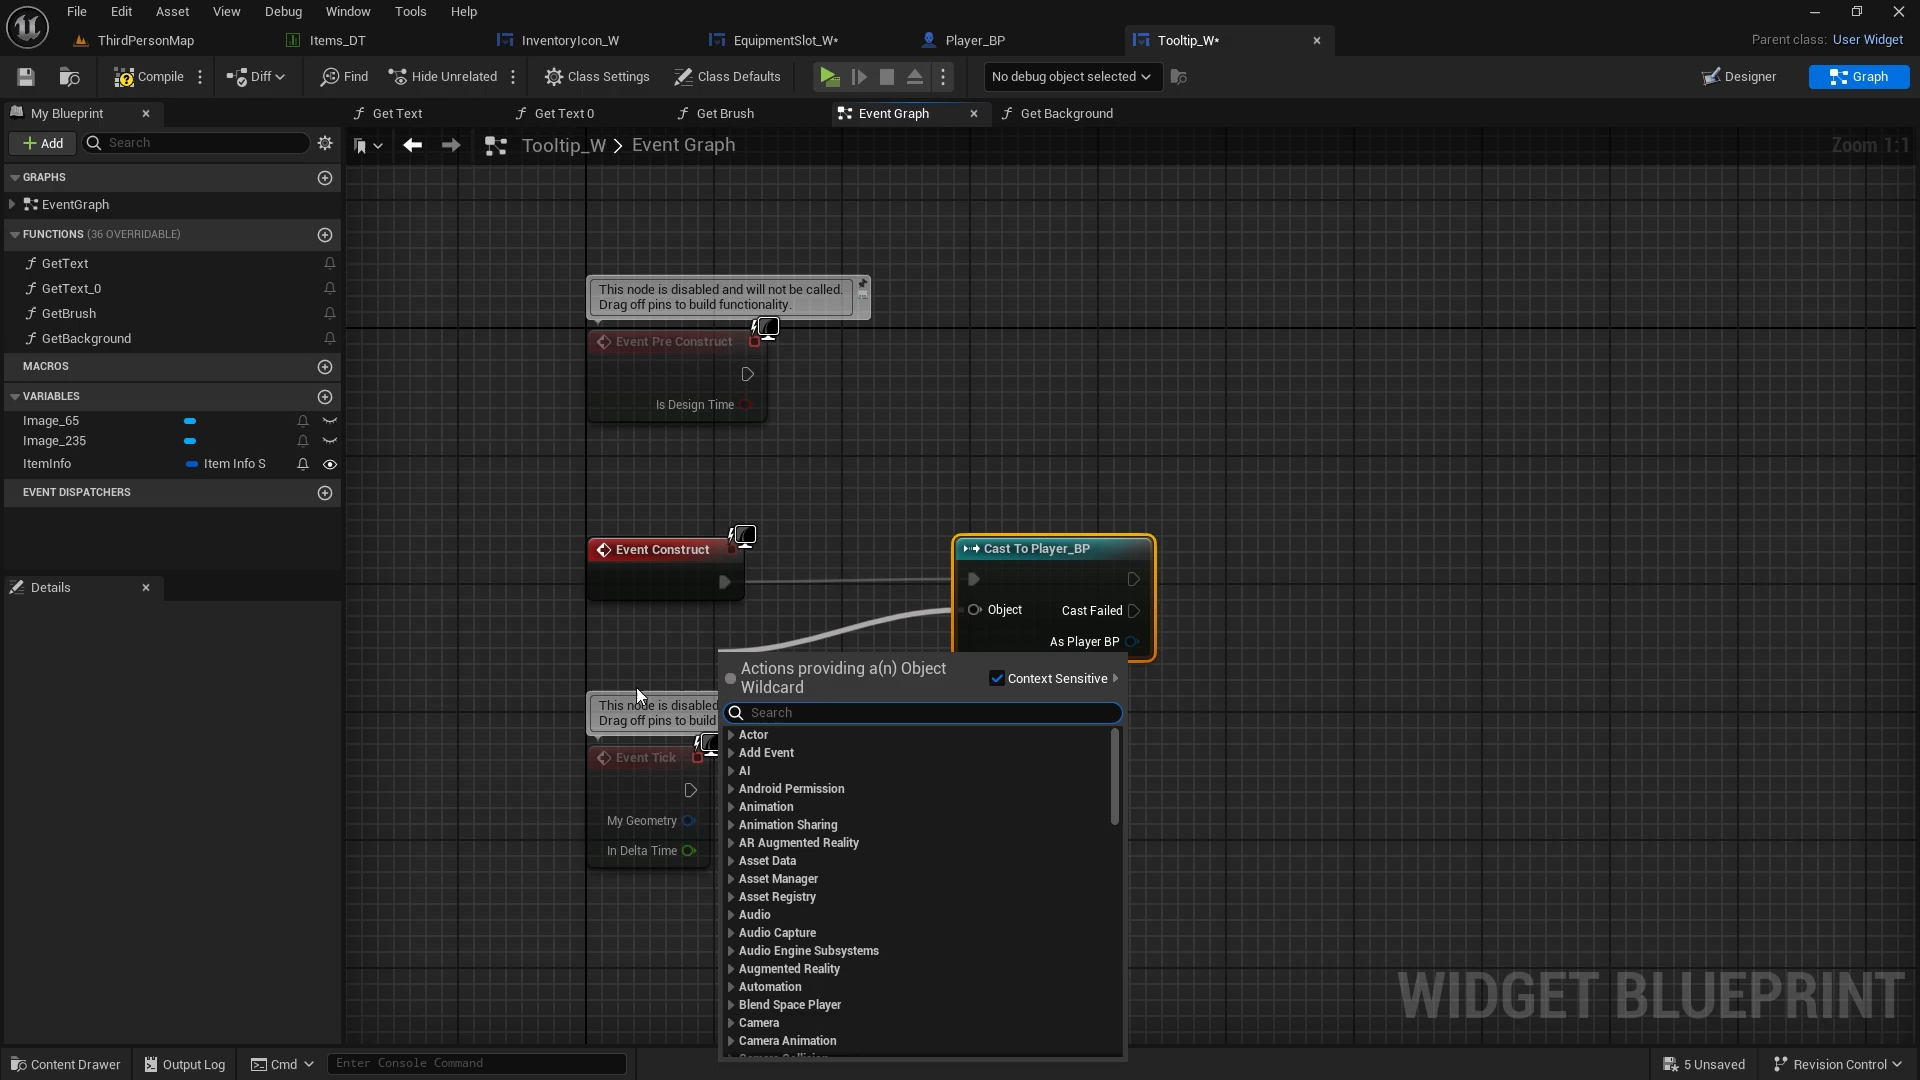 File Edit Asset View Debug Window Tools Help
ThirdPersonMap Items_DT InventoryIcon_W EquipmentSlot_W* Player_BP Tooltip_W* Parent class: User Widget
Compile Diff Find Hide Unrelated Class Settings Class Defaults No debug object selected Designer Graph
My Blueprint Get Text Get Text 0 Get Brush Event Graph Get Background
Add Search Tooltip_W > Event Graph Zoom 1:1
GRAPHS
EventGraph
FUNCTIONS (36 OVERRIDABLE)
GetText
GetText_0
GetBrush
GetBackground
MACROS
VARIABLES
Image_65
Image_235
ItemInfo Item Info S
EVENT DISPATCHERS
Details
This node is disabled and will not be called.
Drag off pins to build functionality.
Event Pre Construct
Is Design Time
Event Construct
Cast To Player_BP
Object Cast Failed
As Player BP
This node is disabled
Drag off pins to build
Event Tick
My Geometry
In Delta Time
Actions providing a(n) Object
Wildcard
Context Sensitive
Search
Actor
Add Event
AI
Android Permission
Animation
Animation Sharing
AR Augmented Reality
Asset Data
Asset Manager
Asset Registry
Audio
Audio Capture
Audio Engine Subsystems
Augmented Reality
Automation
Blend Space Player
Camera
Camera Animation
WIDGET BLUEPRINT
Content Drawer Output Log Cmd Enter Console Command 5 Unsaved Revision Control